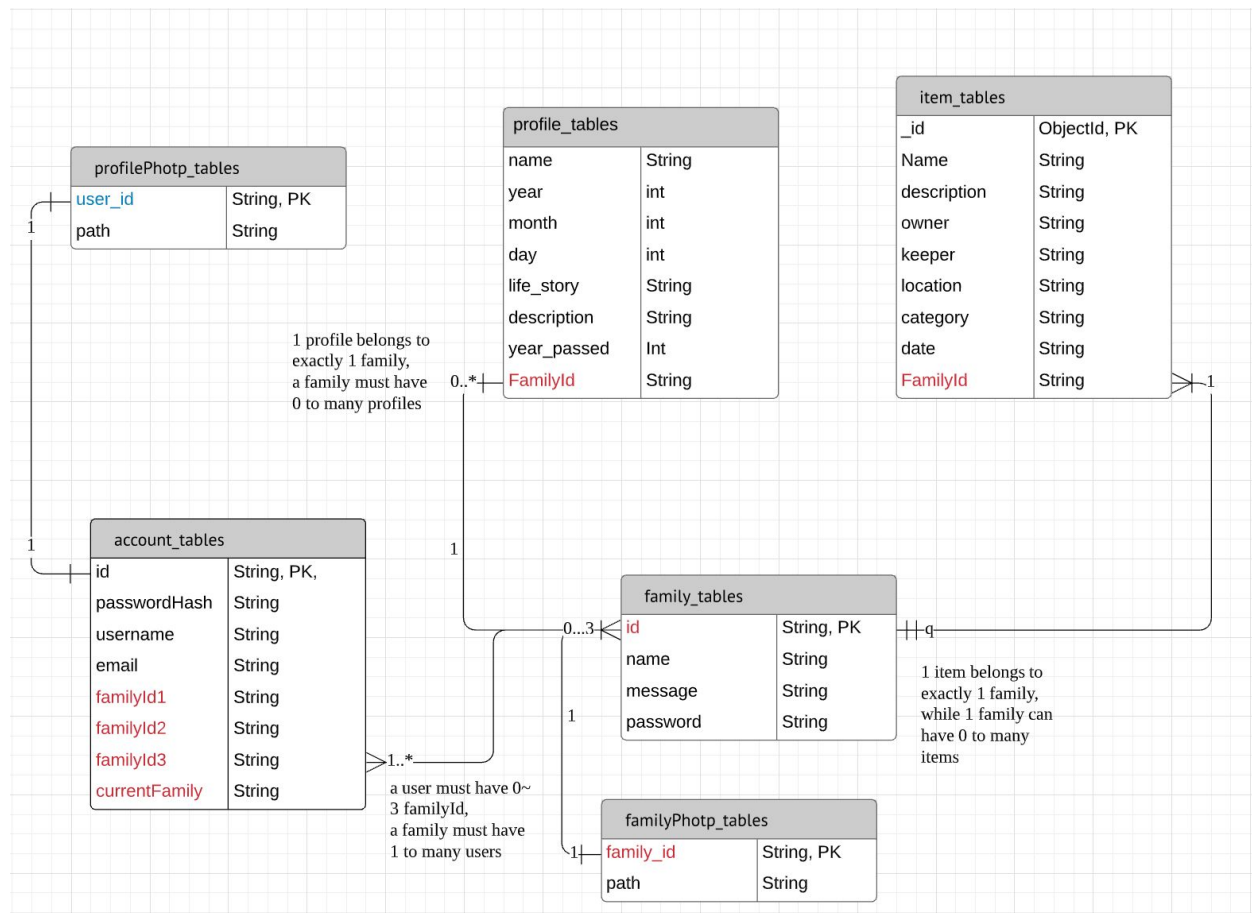 profilePhotp_tables
user_id String, PK
path String
profile_tables
name String
year int
month int
day int
life_story String
description String
year_passed Int
FamilyId String
item_tables
_id ObjectId, PK
Name String
description String
owner String
keeper String
location String
category String
date String
FamilyId String
1
1
1 profile belongs to
exactly 1 family,
a family must have
0 to many profiles
0..*
1
1
account_tables
id String, PK,
passwordHash String
username String
email String
familyId1 String
familyId2 String
familyId3 String
currentFamily String
1..*
a user must have 0~
3 familyId,
a family must have
1 to many users
0...3
family_tables
id String, PK
name String
message String
password String
q
1 item belongs to
exactly 1 family,
while 1 family can
have 0 to many
items
1
1
familyPhotp_tables
family_id String, PK
path String